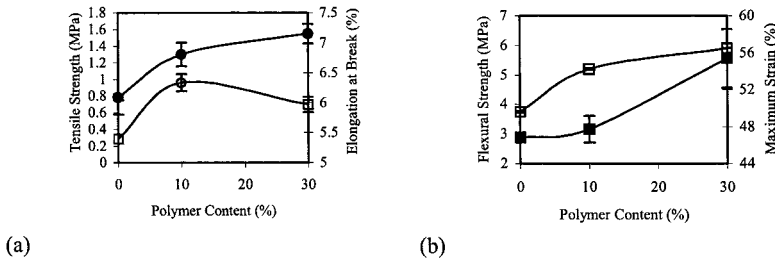 1.8
1.6
1.4
1.2
1
0.8
0.6
0.4
0.2
0
Tensile Strength (MPa)
7.5
7
6.5
6
5.5
5
Elongation at Break (%)
0 10 20 30
Polymer Content (%)
(a)
7
6
5
4
3
2
Flexural Strength (MPa)
60
56
52
48
44
Maximum Strain (%)
0 10 20 30
Polymer Content (%)
(b)